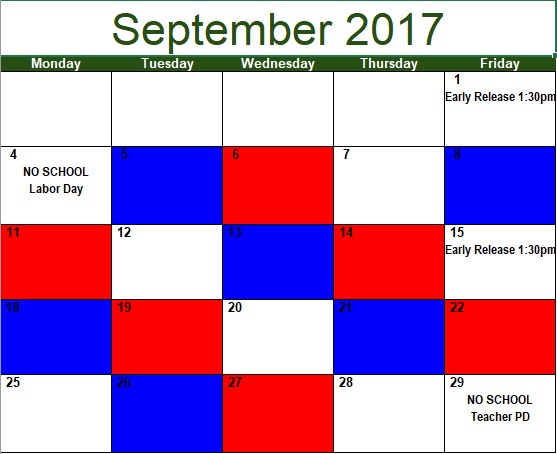 September 2017
Monday Tuesday Wednesday Thursday Friday
1
Early Release 1:30pm
4 5 6 7 8
NO SCHOOL
Labor Day
11 12 13 14 15
Early Release 1:30pm
18 19 20 21 22
25 26 27 28 29
NO SCHOOL
Teacher PD